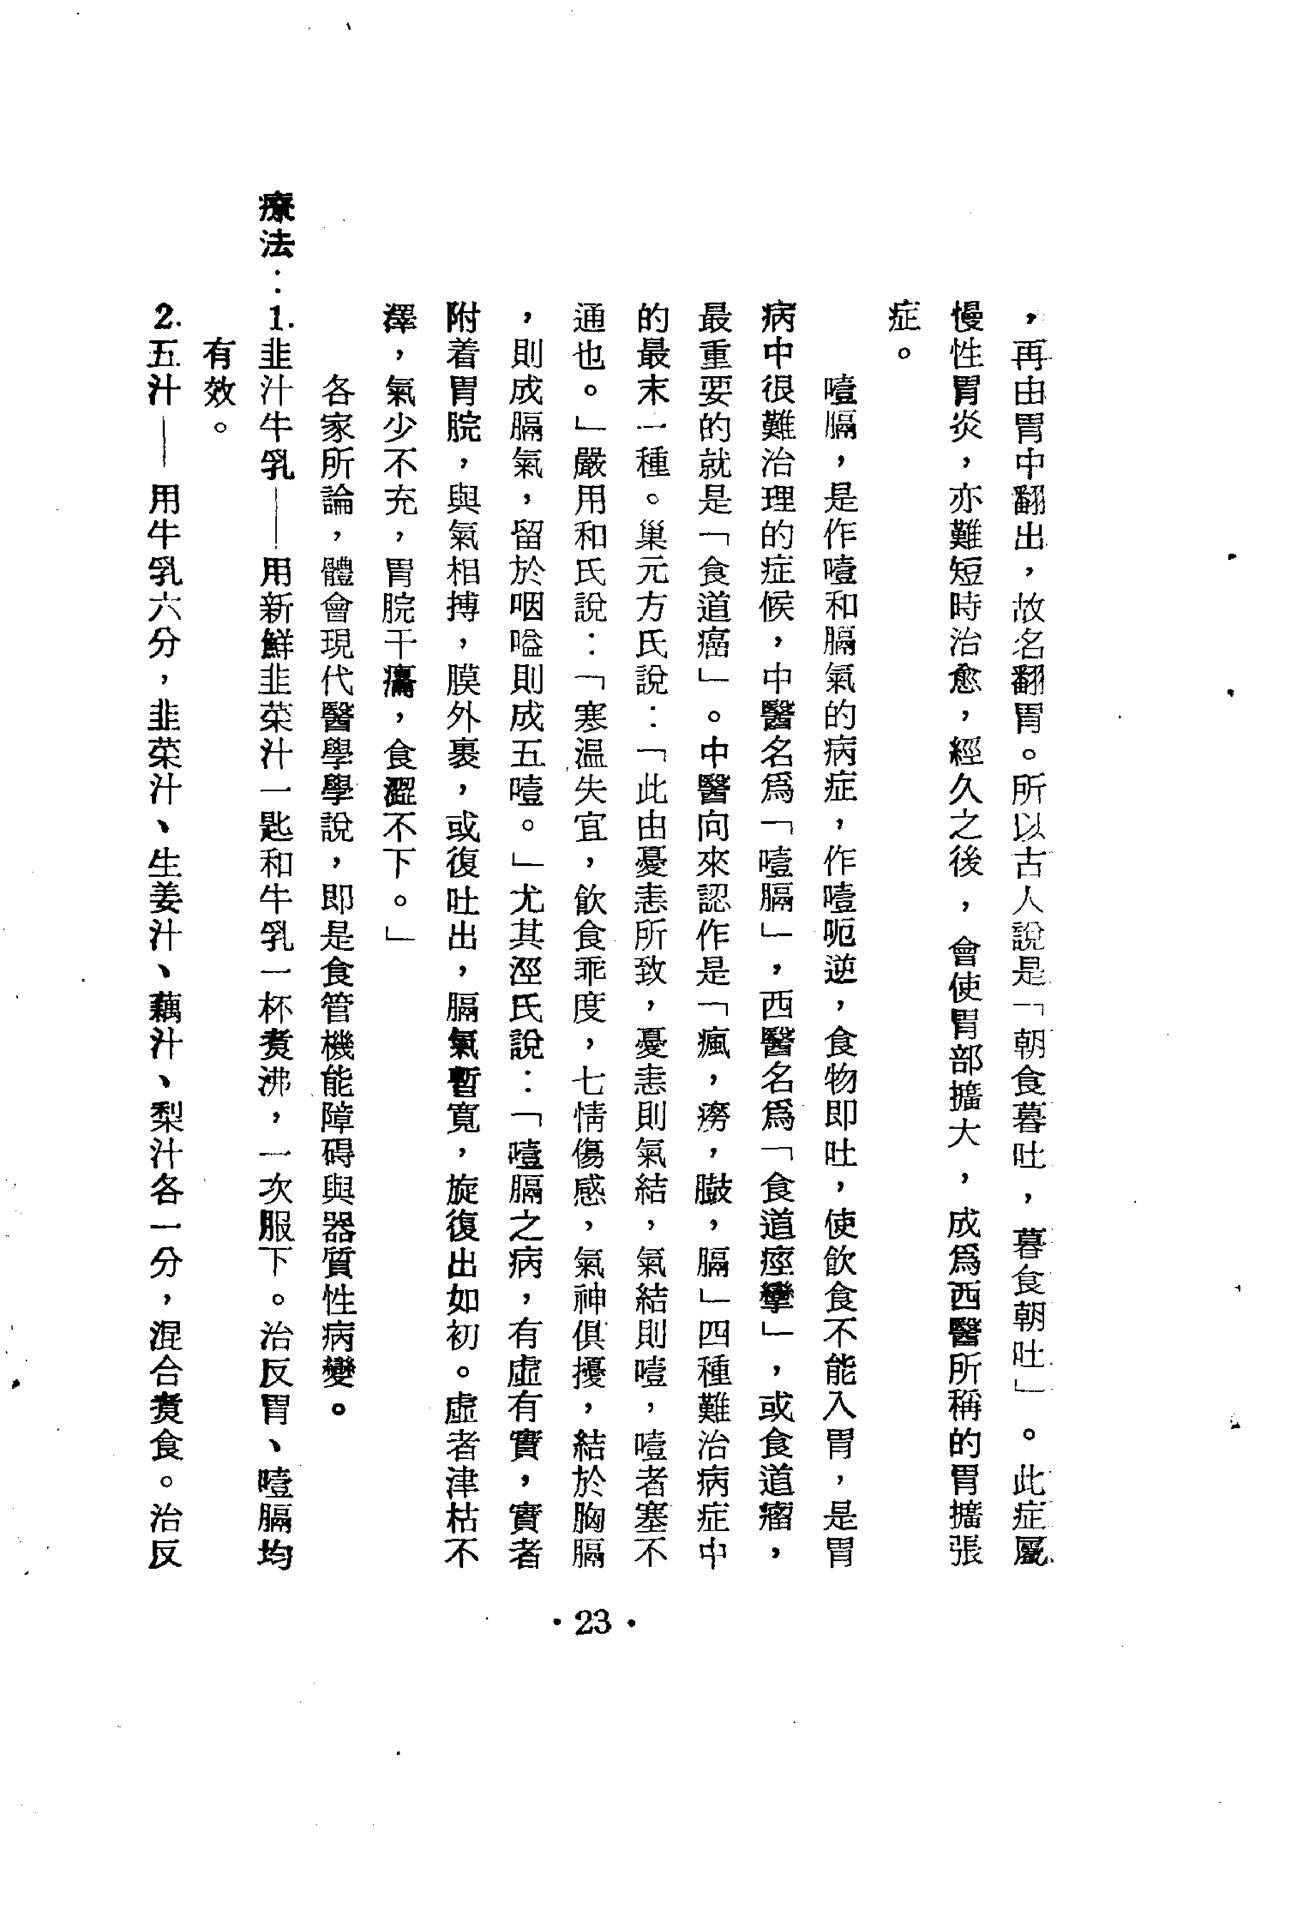 ，再由胃中翻出，故名翻胃。所以古人說是「朝食暮吐，暮食朝吐」。此症屬
慢性胃炎，亦難短時治愈，經久之後，會使胃部擴大，成爲西醫所稱的胃擴張
症。
噎膈，是作噎和膈氣的病症，作噎呃逆，食物即吐，使飲食不能入胃，是胃
病中很難治理的症候，中醫名爲「噎膈」，西醫名爲「食道痙攣」，或食道瘤，
最重要的就是「食道癌」。中醫向來認作是「瘋，癆，臌，膈」四種難治病症中
的最末一種。巢元方氏說：「此由憂恚所致，憂恚則氣結，氣結則噎，噎者塞不
通也。」嚴用和氏說：「寒温失宜，飲食乖度，七情傷感，氣神俱擾，結於胸膈
，則成膈氣，留於咽嗌則成五噎。」尤其涇氏說：「噎膈之病，有虛有實，實者
附着胃脘，與氣相搏，膜外裹，或復吐出，膈氣暫寬，旋復出如初。虛者津枯不
澤，氣少不充，胃脘干癟，食澀不下。」
各家所論，體會現代醫學學說，即是食管機能障碍與器質性病變。
療法：1.韭汁牛乳——用新鮮韭菜汁一匙和牛乳一杯煮沸，一次服下。治反胃、噎膈均
有效。
2.五汁——用牛乳六分，韭菜汁、生姜汁、藕汁、梨汁各一分，混合煮食。治反
·23·